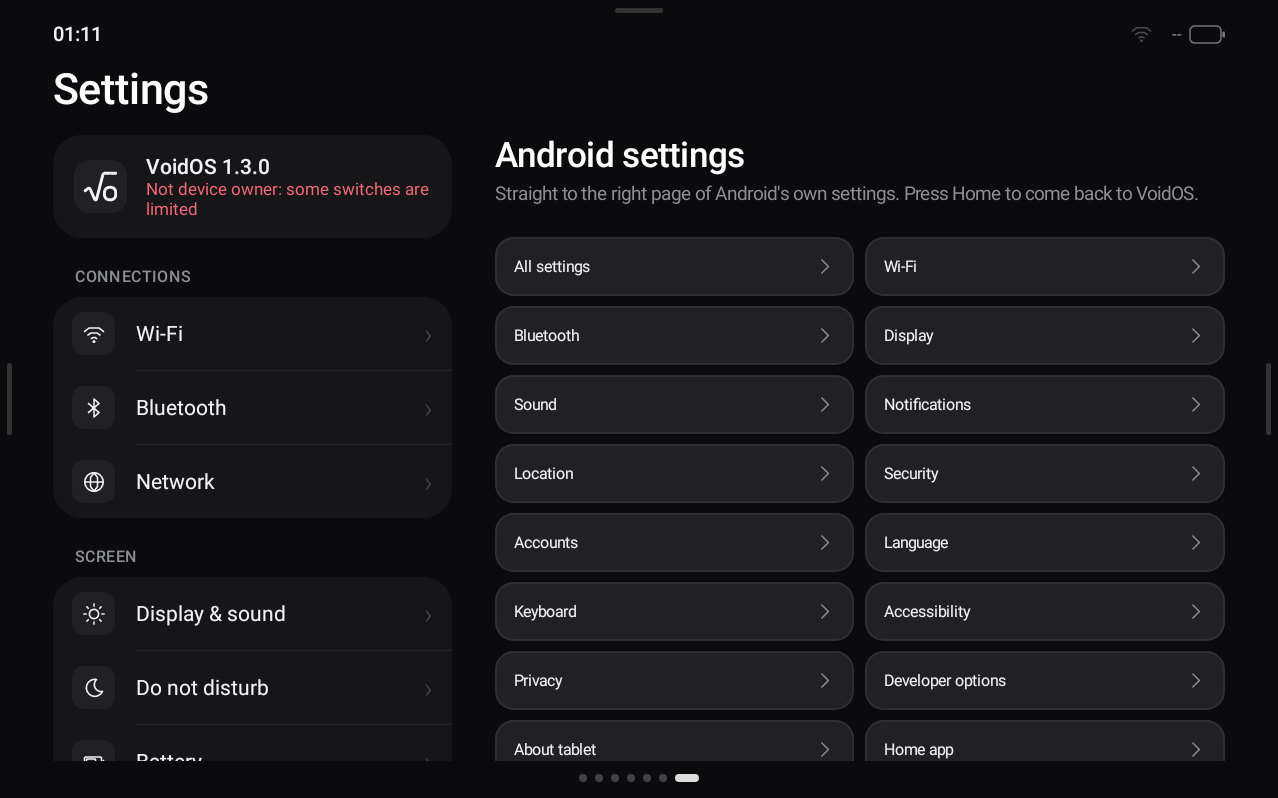 01:11
--
Settings
VoidOS 1.3.0
Not device owner: some switches are
limited
CONNECTIONS
Wi-Fi
Bluetooth
Network
SCREEN
Display & sound
Do not disturb
Battery
Android settings
Straight to the right page of Android's own settings. Press Home to come back to VoidOS.
All settings
Wi-Fi
Bluetooth
Display
Sound
Notifications
Location
Security
Accounts
Language
Keyboard
Accessibility
Privacy
Developer options
About tablet
Home app